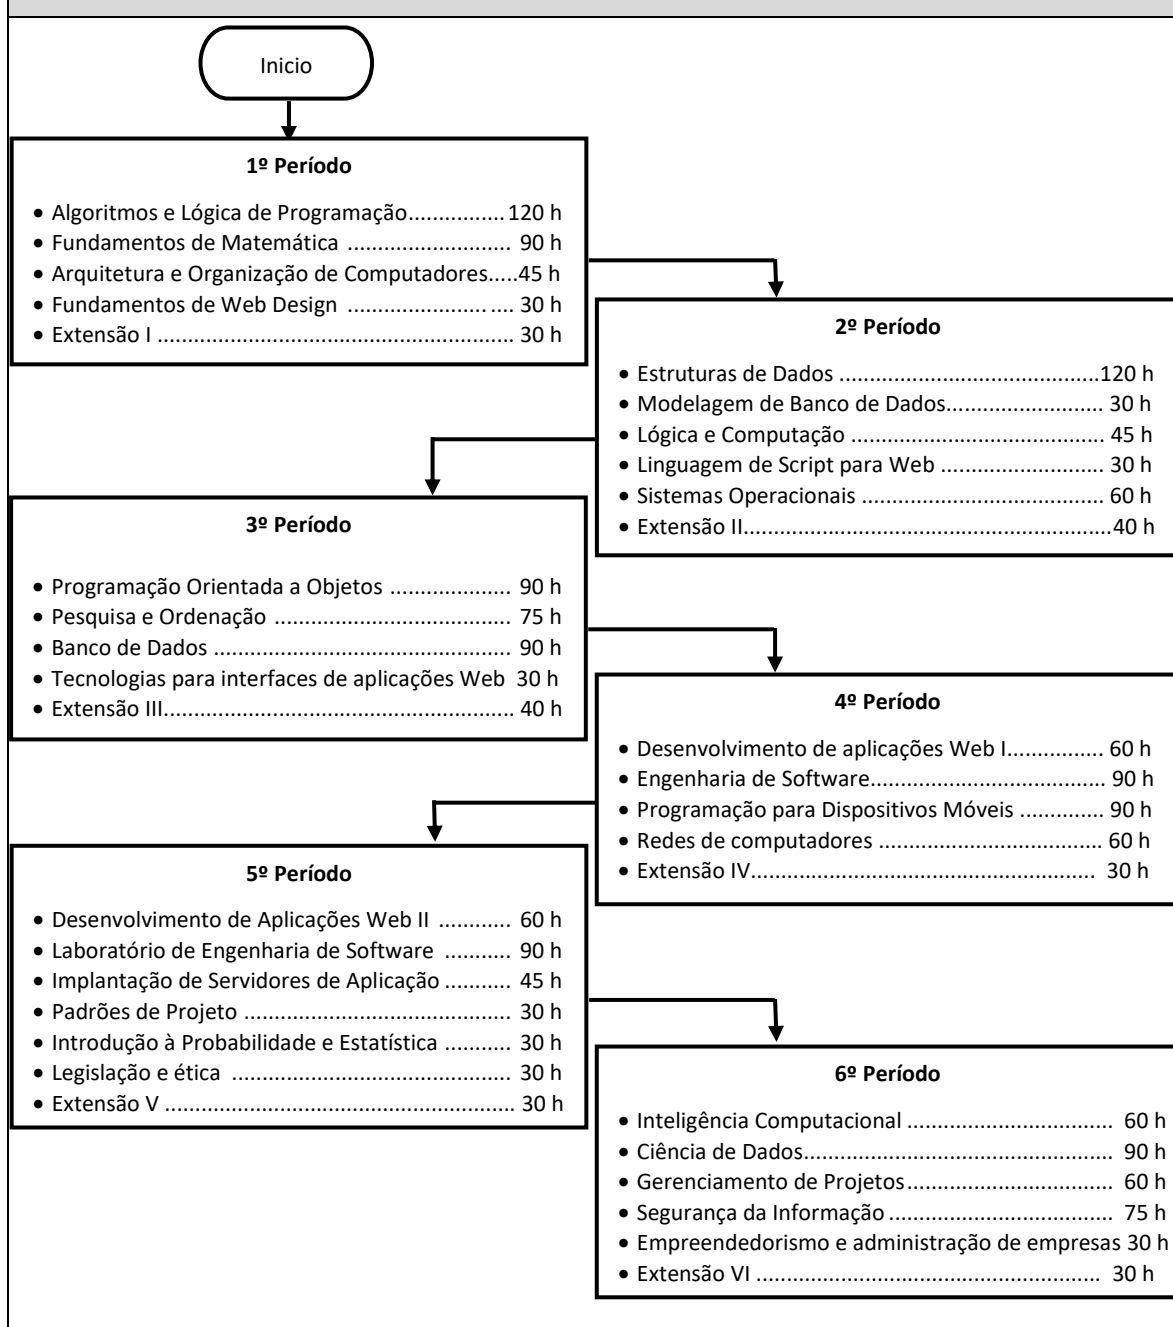 Inicio
1º Período
• Algoritmos e Lógica de Programação................ 120 h
• Fundamentos de Matemática ........................... 90 h
• Arquitetura e Organização de Computadores.....45 h
• Fundamentos de Web Design ....................... .... 30 h
• Extensão I ........................................................... 30 h
2º Período
• Estruturas de Dados ...........................................120 h
• Modelagem de Banco de Dados.......................... 30 h
• Lógica e Computação .......................................... 45 h
• Linguagem de Script para Web ........................... 30 h
• Sistemas Operacionais ........................................ 60 h
• Extensão II.............................................................40 h
3º Período
• Programação Orientada a Objetos .................... 90 h
• Pesquisa e Ordenação ....................................... 75 h
• Banco de Dados ............................................. 90 h
• Tecnologias para interfaces de aplicações Web 30 h
• Extensão III.......................................................... 40 h
4º Período
• Desenvolvimento de aplicações Web I................ 60 h
• Engenharia de Software....................................... 90 h
• Programação para Dispositivos Móveis .............. 90 h
• Redes de computadores ...................................... 60 h
• Extensão IV......................................................... 30 h
5º Período
• Desenvolvimento de Aplicações Web II ............ 60 h
• Laboratório de Engenharia de Software ........... 90 h
• Implantação de Servidores de Aplicação ........... 45 h
• Padrões de Projeto ............................................. 30 h
• Introdução à Probabilidade e Estatística ........... 30 h
• Legislação e ética ............................................... 30 h
• Extensão V .......................................................... 30 h
6º Período
• Inteligência Computacional .................................. 60 h
• Ciência de Dados................................................... 90 h
• Gerenciamento de Projetos.................................. 60 h
• Segurança da Informação ..................................... 75 h
• Empreendedorismo e administração de empresas 30 h
• Extensão VI ......................................................... 30 h